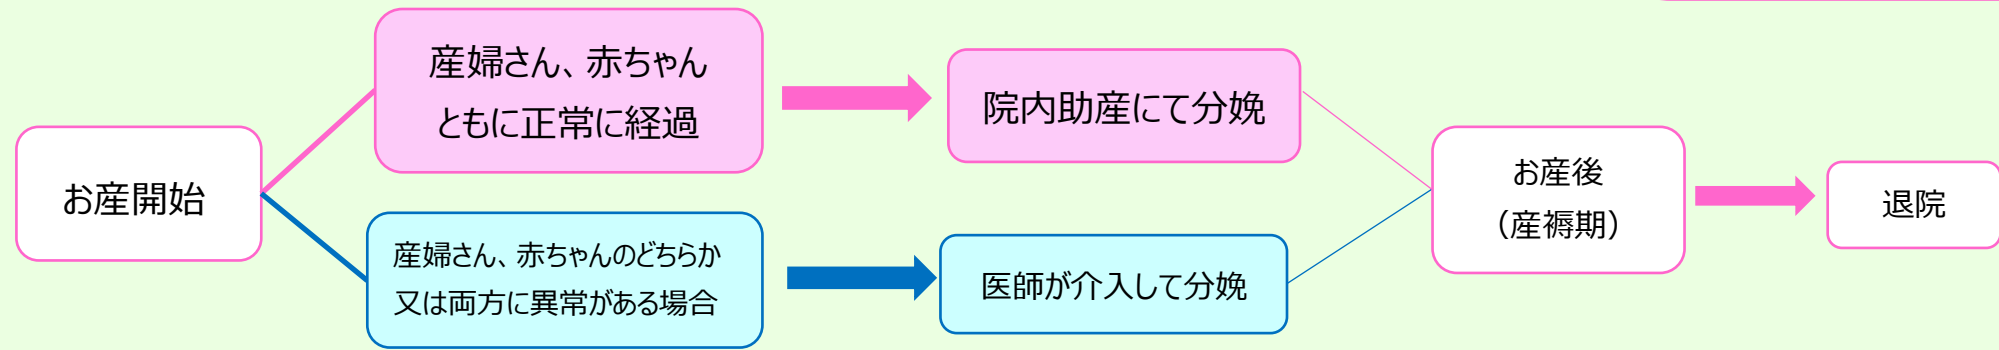 お産開始
産婦さん、赤ちゃん
ともに正常に経過
院内助産にて分娩
産婦さん、赤ちゃんのどちらか
又は両方に異常がある場合
医師が介入して分娩
お産後
（産褥期）
退院